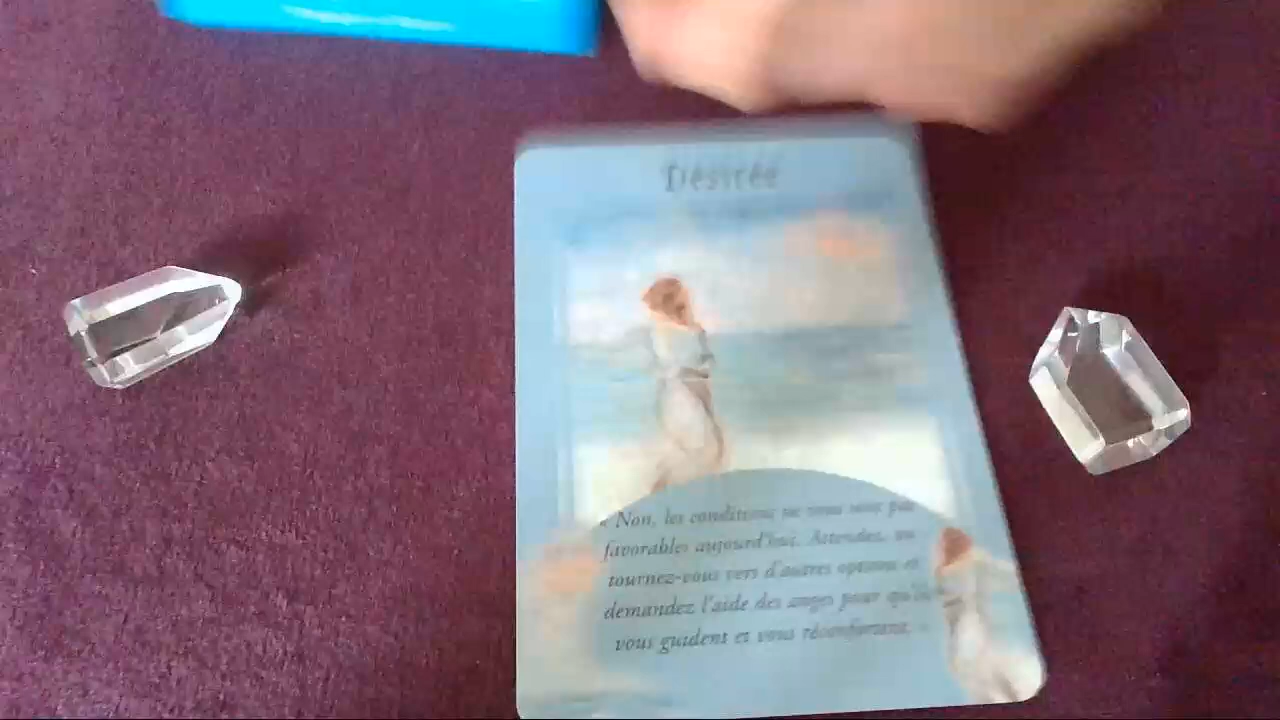 Désirée
« Non, les conditions ne vous sont pas
favorables aujourd'hui. Attendez, ou
tournez-vous vers d'autres options et
demandez l'aide des anges pour qu'ils
vous guident et vous réconfortent. »